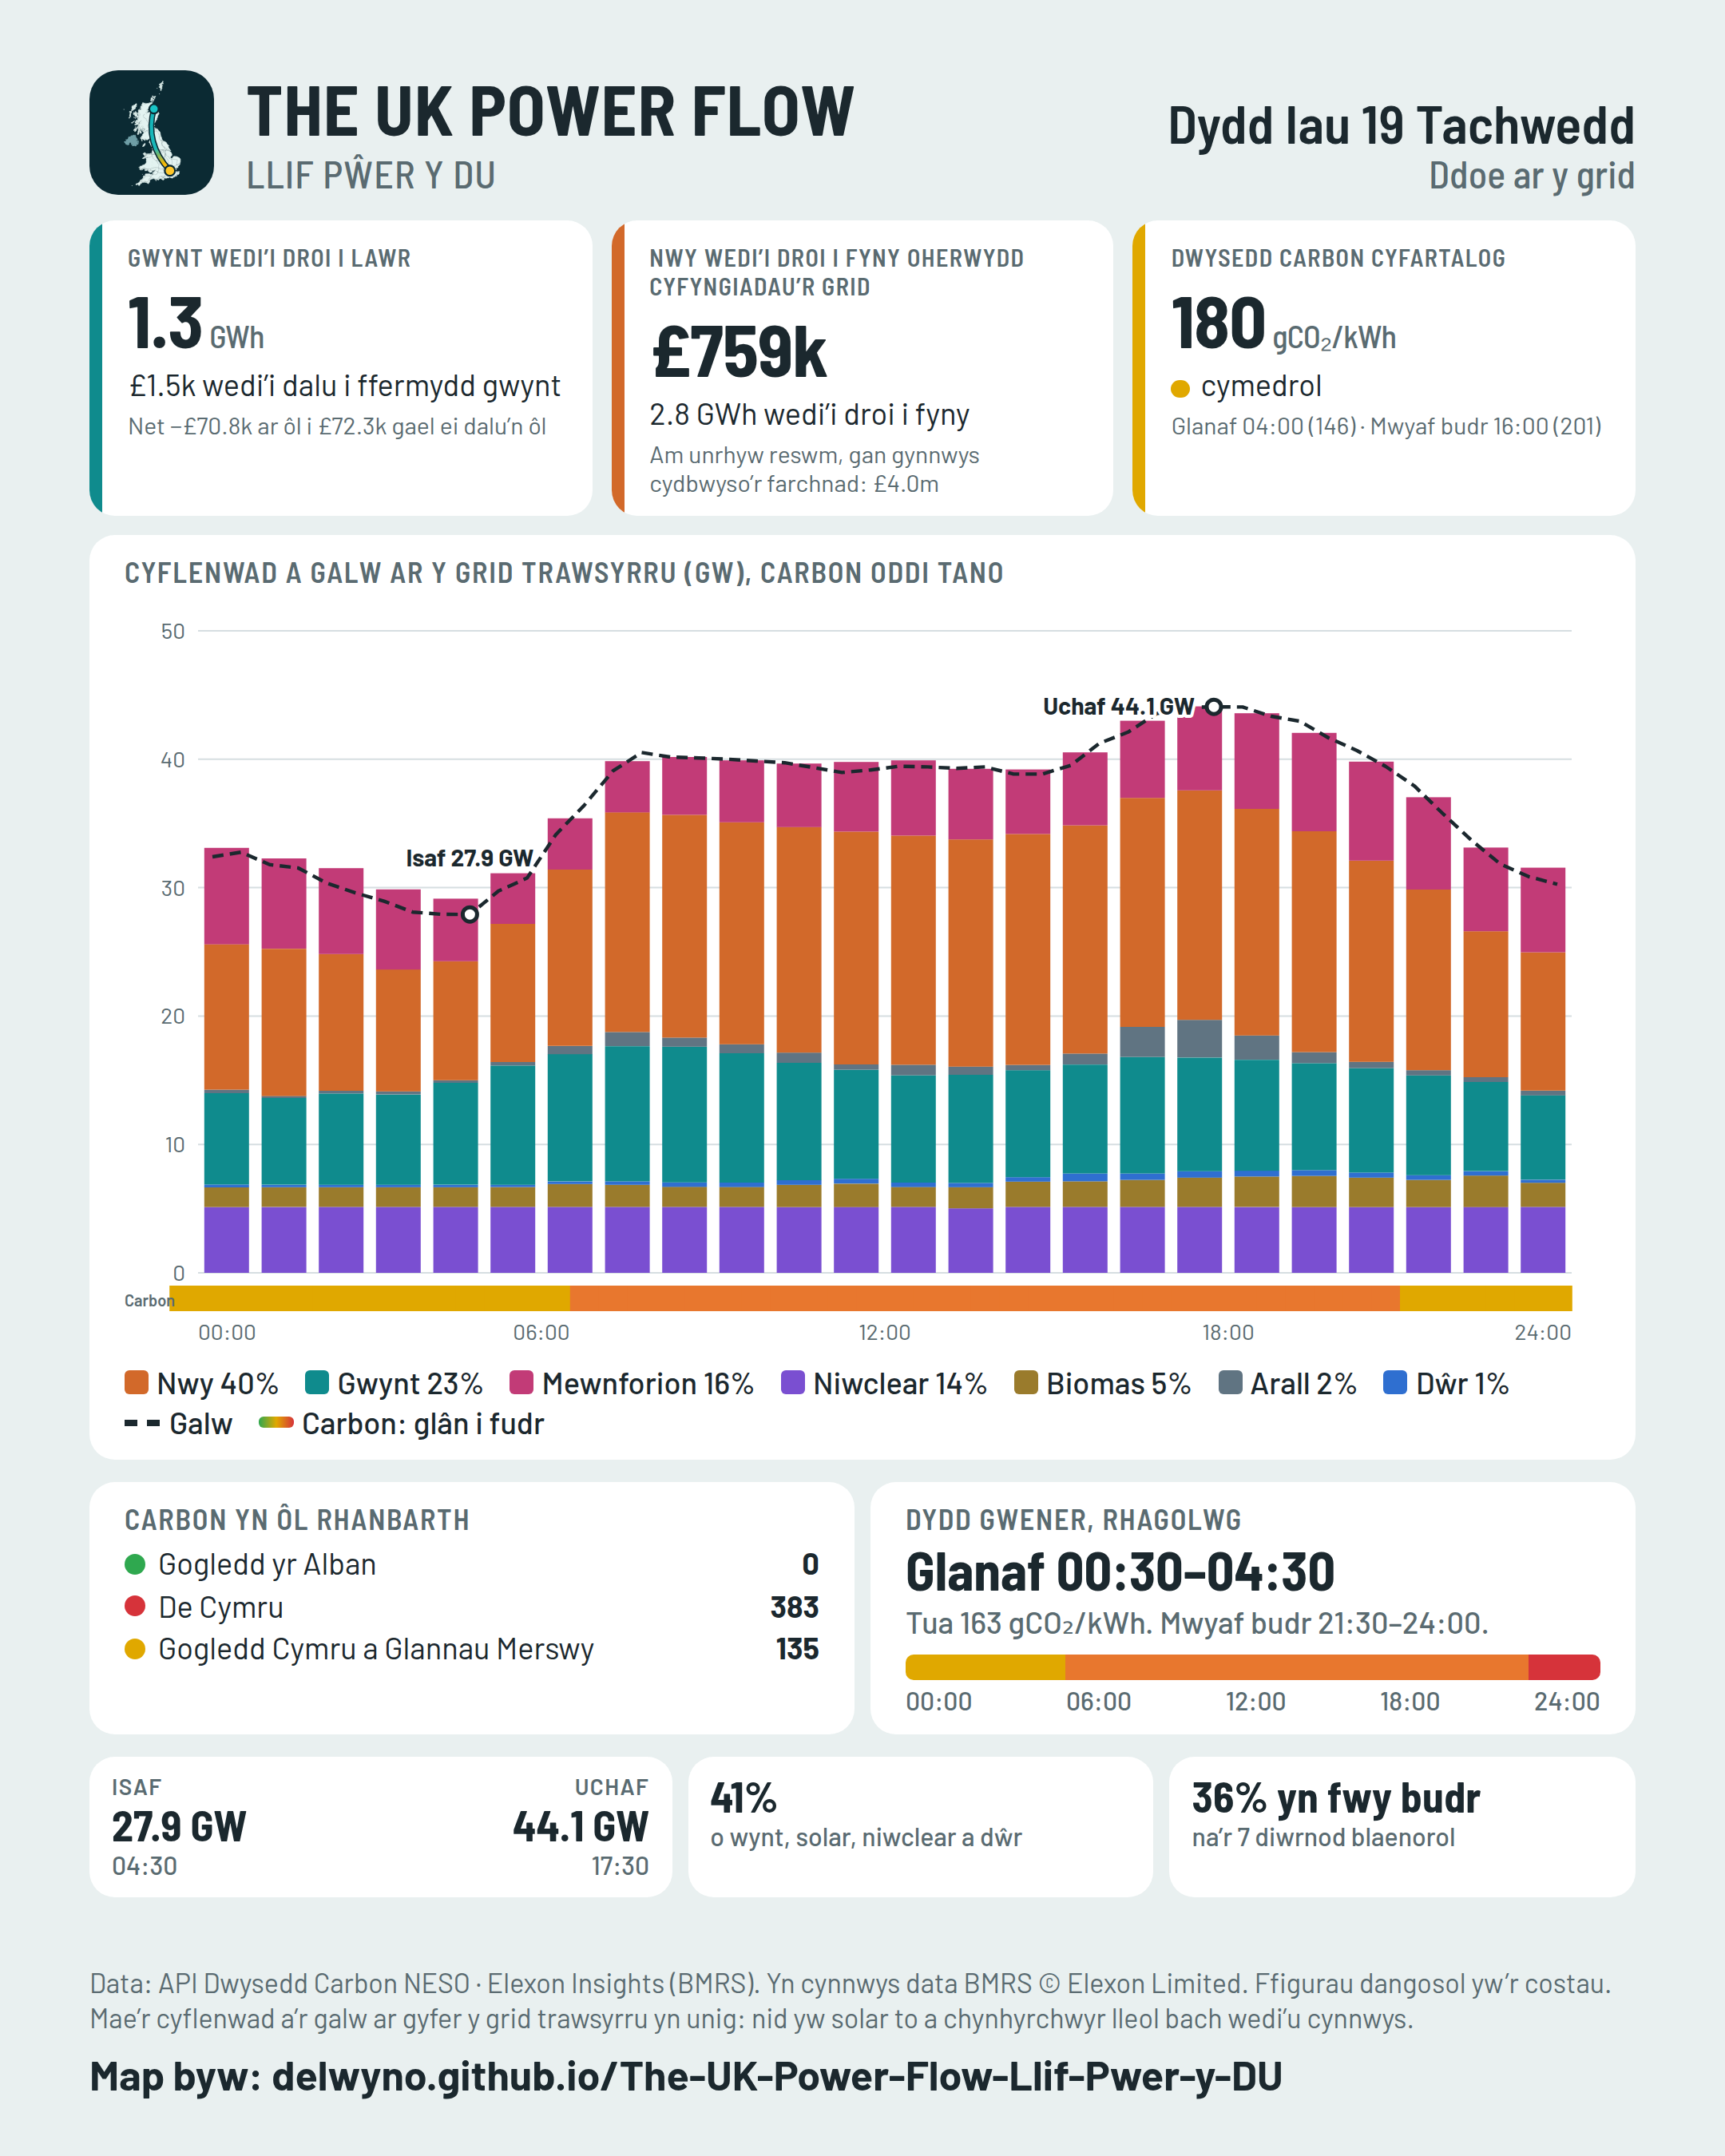 THE UK POWER FLOW
LLIF PŴER Y DU
Dydd Iau 19 Tachwedd
Ddoe ar y grid
GWYNT WEDI’I DROI I LAWR
1.3 GWh
£1.5k wedi’i dalu i ffermydd gwynt
Net −£70.8k ar ôl i £72.3k gael ei dalu’n ôl
NWY WEDI’I DROI I FYNY OHERWYDD
CYFYNGIADAU’R GRID
£759k
2.8 GWh wedi’i droi i fyny
Am unrhyw reswm, gan gynnwys
cydbwyso’r farchnad: £4.0m
DWYSEDD CARBON CYFARTALOG
180 gCO₂/kWh
cymedrol
Glanaf 04:00 (146) · Mwyaf budr 16:00 (201)
CYFLENWAD A GALW AR Y GRID TRAWSYRRU (GW), CARBON ODDI TANO
50
40
30
20
10
0
Uchaf 44.1 GW
Isaf 27.9 GW
Carbon
00:00 06:00 12:00 18:00 24:00
Nwy 40% Gwynt 23% Mewnforion 16% Niwclear 14% Biomas 5% Arall 2% Dŵr 1%
Galw Carbon: glân i fudr
CARBON YN ÔL RHANBARTH
Gogledd yr Alban 0
De Cymru 383
Gogledd Cymru a Glannau Merswy 135
DYDD GWENER, RHAGOLWG
Glanaf 00:30–04:30
Tua 163 gCO₂/kWh. Mwyaf budr 21:30–24:00.
00:00 06:00 12:00 18:00 24:00
ISAF
27.9 GW
04:30
UCHAF
44.1 GW
17:30
41%
o wynt, solar, niwclear a dŵr
36% yn fwy budr
na’r 7 diwrnod blaenorol
Data: API Dwysedd Carbon NESO · Elexon Insights (BMRS). Yn cynnwys data BMRS © Elexon Limited. Ffigurau dangosol yw’r costau.
Mae’r cyflenwad a’r galw ar gyfer y grid trawsyrru yn unig: nid yw solar to a chynhyrchwyr lleol bach wedi’u cynnwys.
Map byw: delwyno.github.io/The-UK-Power-Flow-Llif-Pwer-y-DU